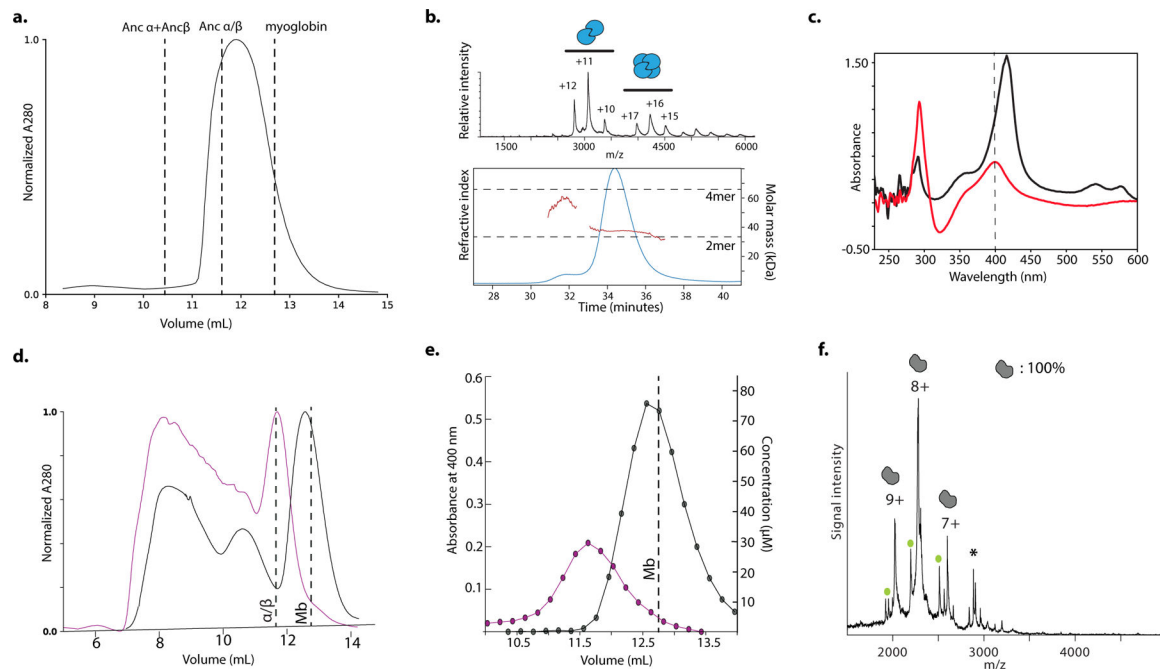 a.
Anc α+Ancβ Anc α/β myoglobin
1.0
Normalized A280
0.0
8 9 10 11 12 13 14 15
Volume (mL)
b.
+11
+12
+10
+17
+16
+15
Relative intensity
1500 3000 4500 6000
m/z
Refractive index
4mer
2mer
60
40
20
Molar mass (kDa)
28 30 32 34 36 38 40
Time (minutes)
c.
1.50
Absorbance
-0.50
250 300 350 400 450 500 550 600
Wavelength (nm)
d.
1.0
Normalized A280
0.0
α/β
Mb
6 8 10 12 14
Volume (mL)
e.
0.6
0.5
0.4
0.3
0.2
0.1
Absorbance at 400 nm
Mb
80
70
60
50
40
30
20
10
Concentration (µM)
10.5 11.5 12.5 13.5
Volume (mL)
f.
: 100%
8+
9+
7+
*
Signal intensity
2000 3000 4000
m/z